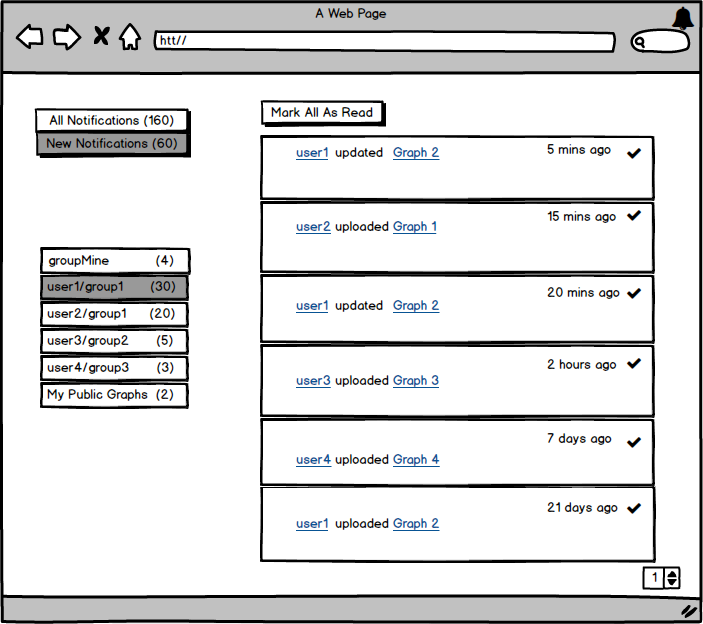 A Web Page
htt//
All Notifications (160)
New Notifications (60)
Mark All As Read
user1 updated Graph 2 5 mins ago
user2 uploaded Graph 1 15 mins ago
user1 updated Graph 2 20 mins ago
user3 uploaded Graph 3 2 hours ago
user4 uploaded Graph 4 7 days ago
user1 uploaded Graph 2 21 days ago
groupMine (4)
user1/group1 (30)
user2/group1 (20)
user3/group2 (5)
user4/group3 (3)
My Public Graphs (2)
1